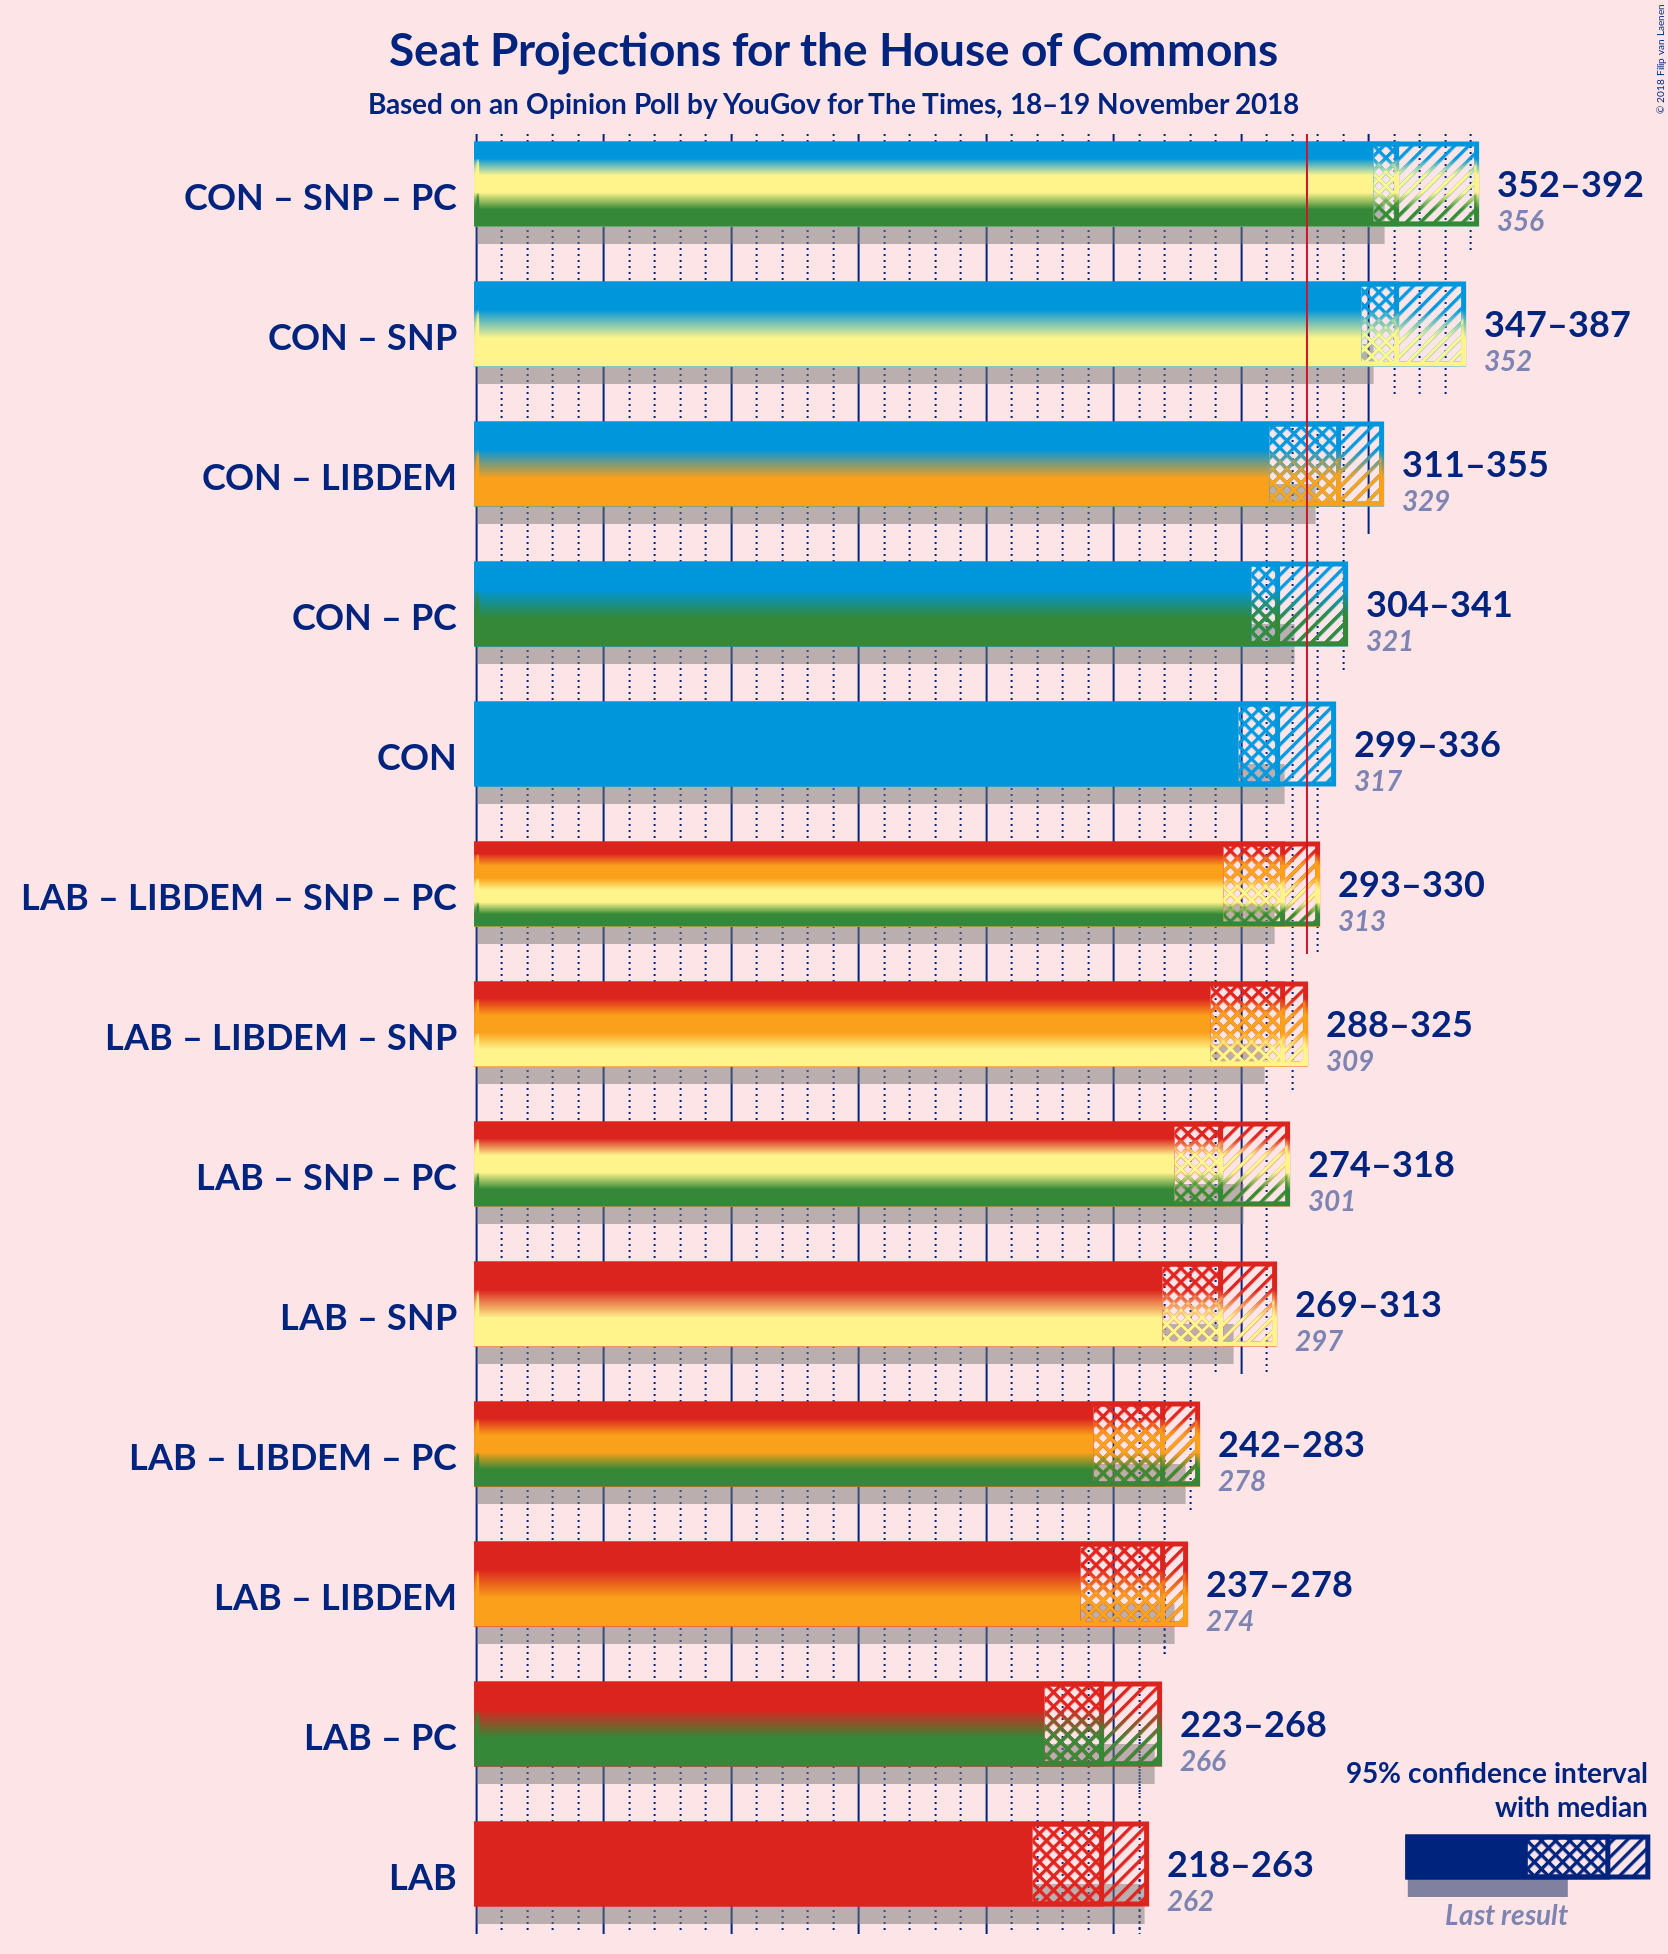 Seat Projections for the House of Commons
Based on an Opinion Poll by YouGov for The Times, 18–19 November 2018
© 2018 Filip van Laenen
CON – SNP – PC
352–392
356
CON – SNP
347–387
352
CON – LIBDEM
311–355
329
CON – PC
304–341
321
CON
299–336
317
LAB – LIBDEM – SNP – PC
293–330
313
LAB – LIBDEM – SNP
288–325
309
LAB – SNP – PC
274–318
301
LAB – SNP
269–313
297
LAB – LIBDEM – PC
242–283
278
LAB – LIBDEM
237–278
274
LAB – PC
223–268
266
LAB
218–263
262
95% confidence interval
with median
Last result